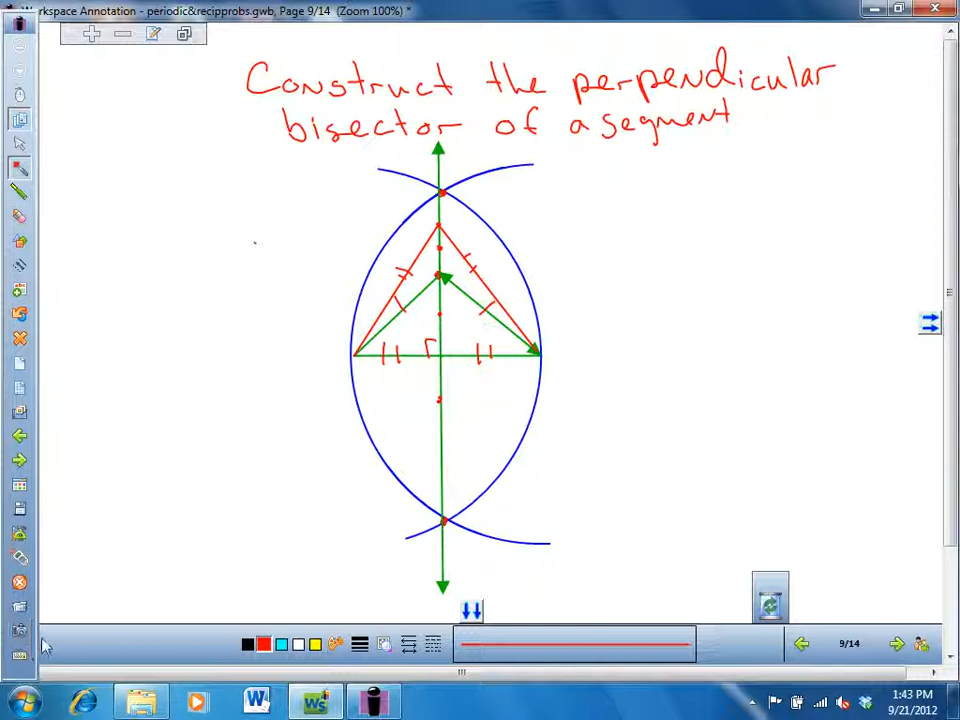 Workspace Annotation - periodic&recipprobs.gwb, Page 9/14 (Zoom 100%) *
Construct the perpendicular
bisector of a segment
9/14
1:43 PM
9/21/2012